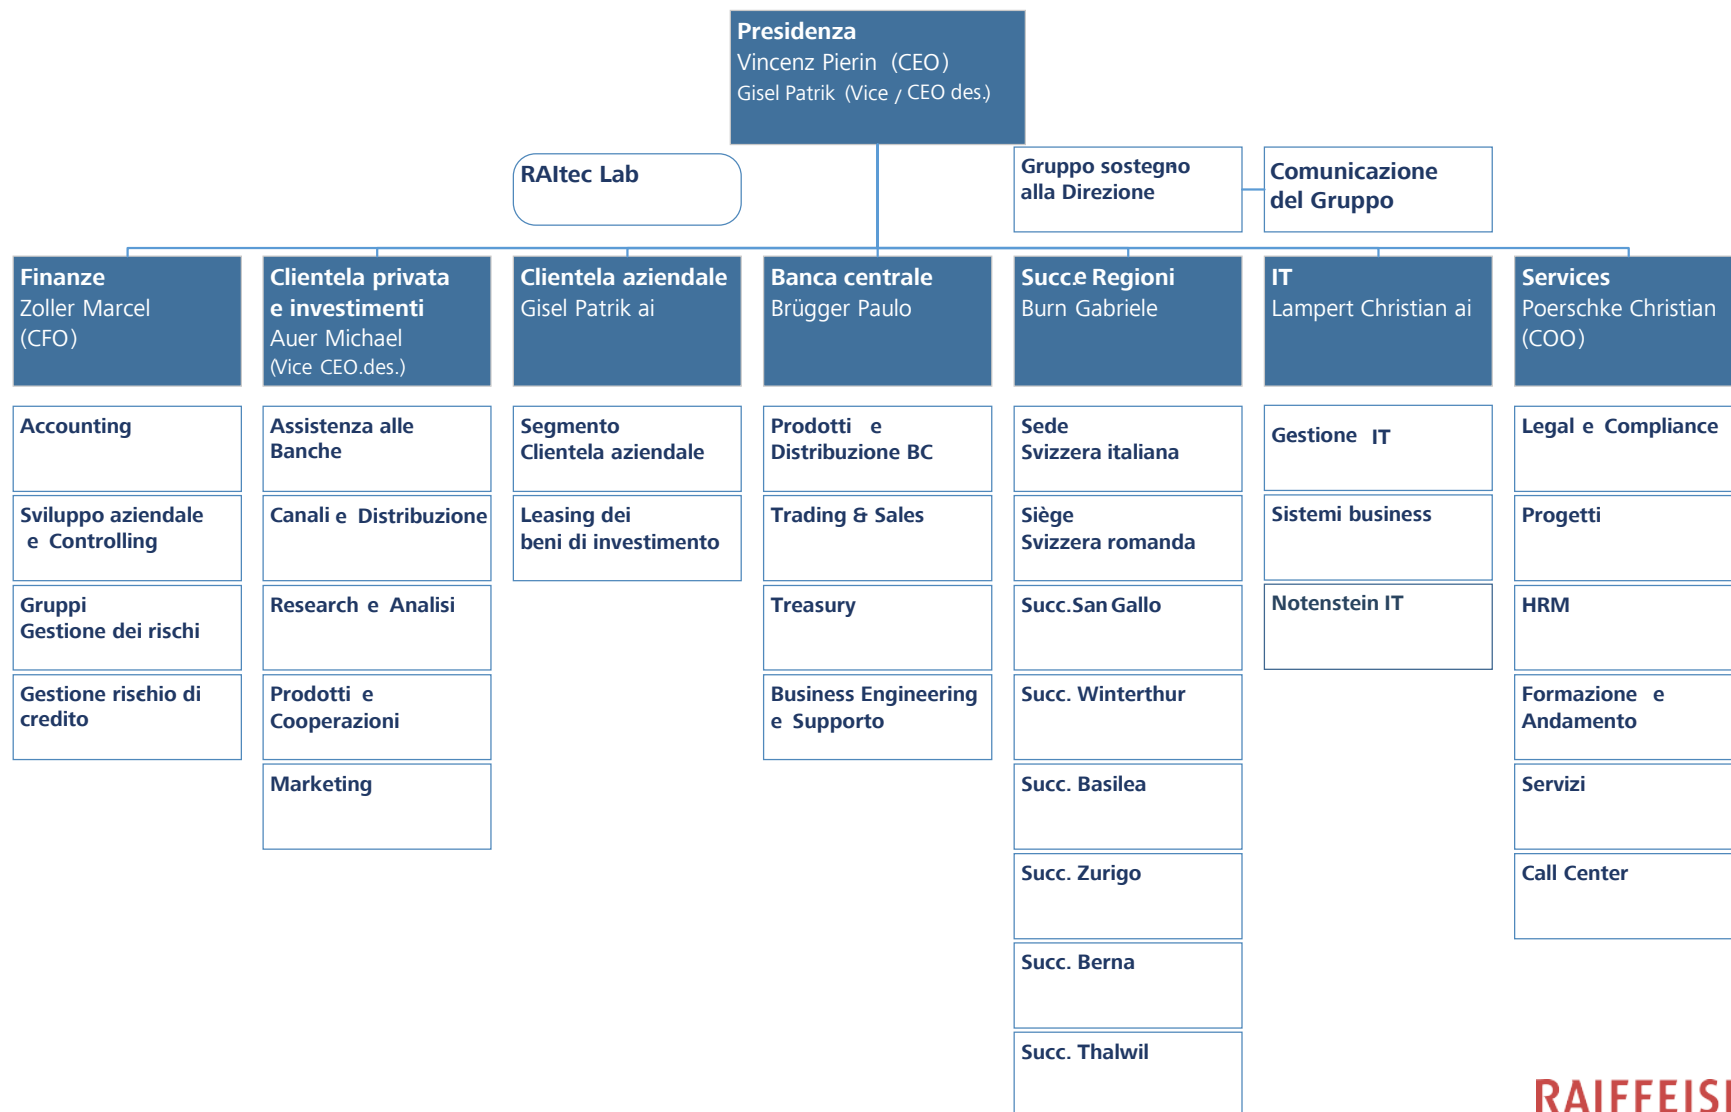 Presidenza
Vincenz Pierin (CEO)
Gisel Patrik (Vice / CEO des.)
RAItec Lab
Gruppo sostegno
alla Direzione
Comunicazione
del Gruppo
Finanze
Zoller Marcel
(CFO)
Clientela privata
e investimenti
Auer Michael
(Vice CEO.des.)
Clientela aziendale
Gisel Patrik ai
Banca centrale
Brügger Paulo
Succ.e Regioni
Burn Gabriele
IT
Lampert Christian ai
Services
Poerschke Christian
(COO)
Accounting
Sviluppo aziendale
e Controlling
Gruppi
Gestione dei rischi
Gestione rischio di
credito
Assistenza alle
Banche
Canali e Distribuzione
Research e Analisi
Prodotti e
Cooperazioni
Marketing
Segmento
Clientela aziendale
Leasing dei
beni di investimento
Prodotti e
Distribuzione BC
Trading & Sales
Treasury
Business Engineering
e Supporto
Sede
Svizzera italiana
Siège
Svizzera romanda
Succ.San Gallo
Succ. Winterthur
Succ. Basilea
Succ. Zurigo
Succ. Berna
Succ. Thalwil
Gestione IT
Sistemi business
Notenstein IT
Legal e Compliance
Progetti
HRM
Formazione e
Andamento
Servizi
Call Center